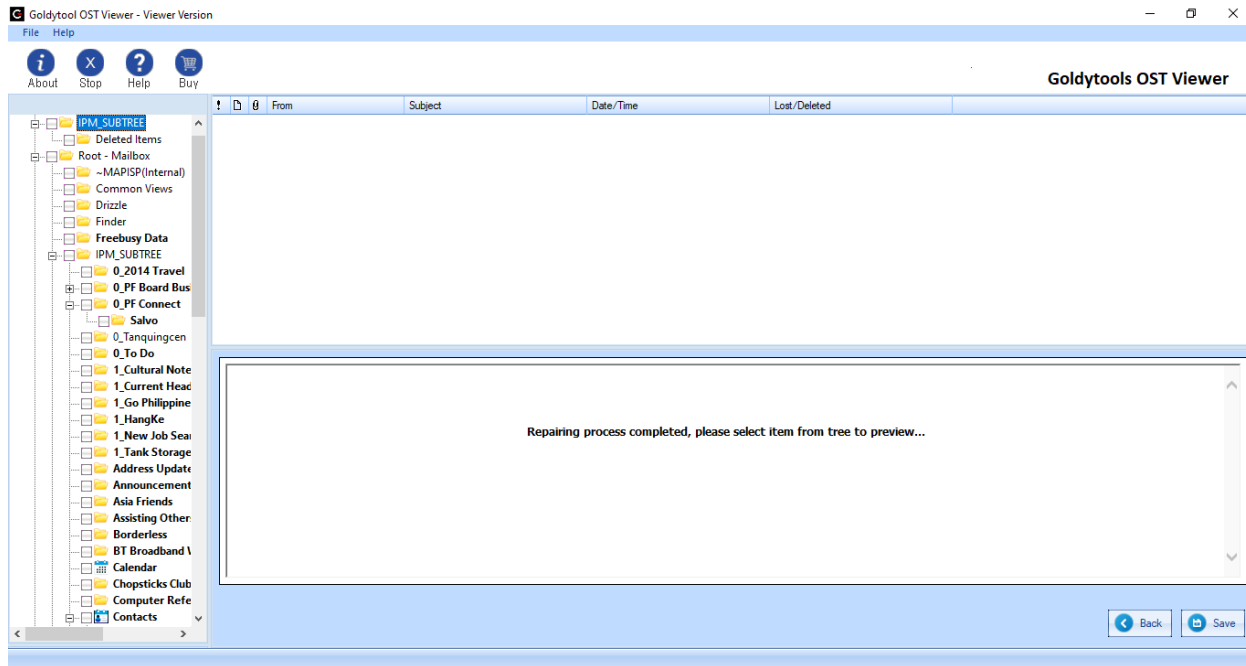 Goldytool OST Viewer - Viewer Version
File Help
About Stop Help Buy
Goldytools OST Viewer
! From Subject Date/Time Lost/Deleted
IPM_SUBTREE
Deleted Items
Root - Mailbox
~MAPISP(Internal)
Common Views
Drizzle
Finder
Freebusy Data
IPM_SUBTREE
0_2014 Travel
0_PF Board Busi
0_PF Connect
Salvo
0_Tanquingcen
0_To Do
1_Cultural Note
1_Current Head
1_Go Philippine
1_HangKe
1_New Job Sear
1_Tank Storage
Address Update
Announcement
Asia Friends
Assisting Others
Borderless
BT Broadband V
Calendar
Chopsticks Club
Computer Refe
Contacts
Repairing process completed, please select item from tree to preview...
Back Save